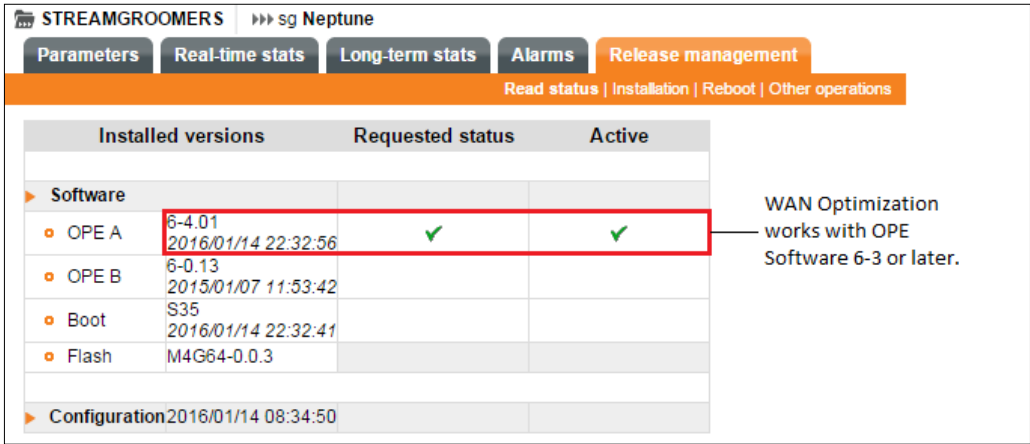 STREAMGROOMERS sg Neptune
Parameters Real-time stats Long-term stats Alarms Release management
Read status | Installation | Reboot | Other operations
Installed versions Requested status Active
Software
OPE A 6-4.01
2016/01/14 22:32:56
OPE B 6-0.13
2015/01/07 11:53:42
Boot S35
2016/01/14 22:32:41
Flash M4G64-0.0.3
Configuration 2016/01/14 08:34:50
WAN Optimization
works with OPE
Software 6-3 or later.